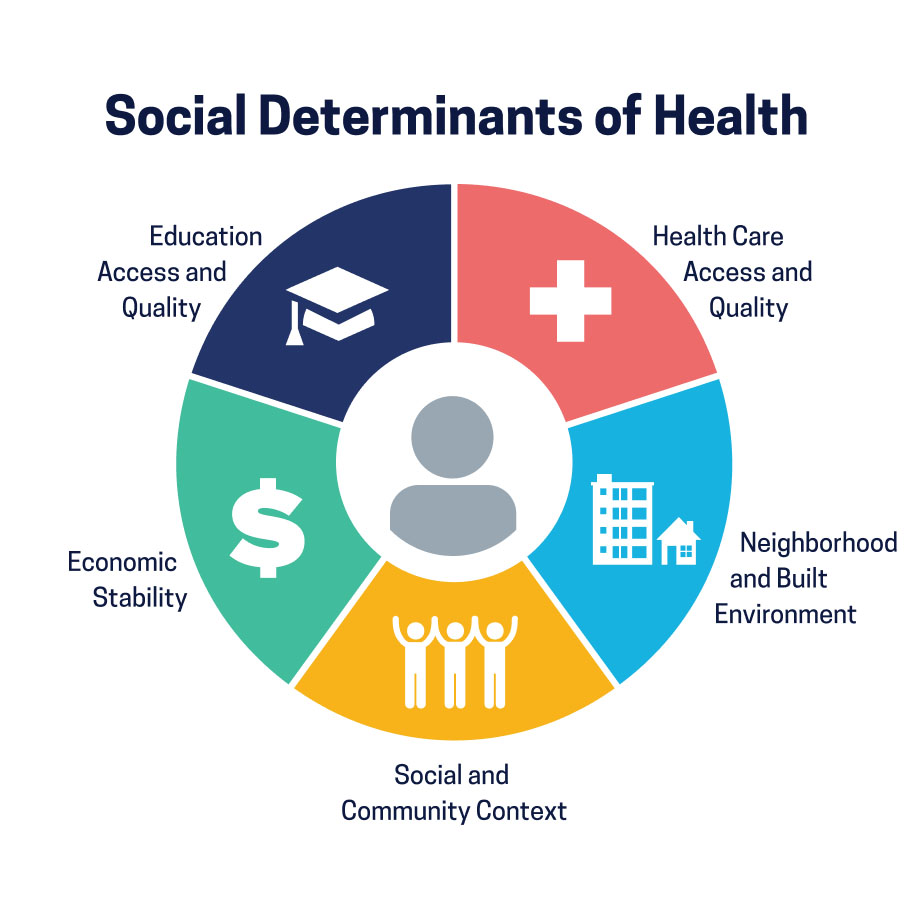 Social Determinants of Health
Education
Access and
Quality
Health Care
Access and
Quality
Economic
Stability
Neighborhood
and Built
Environment
Social and
Community Context